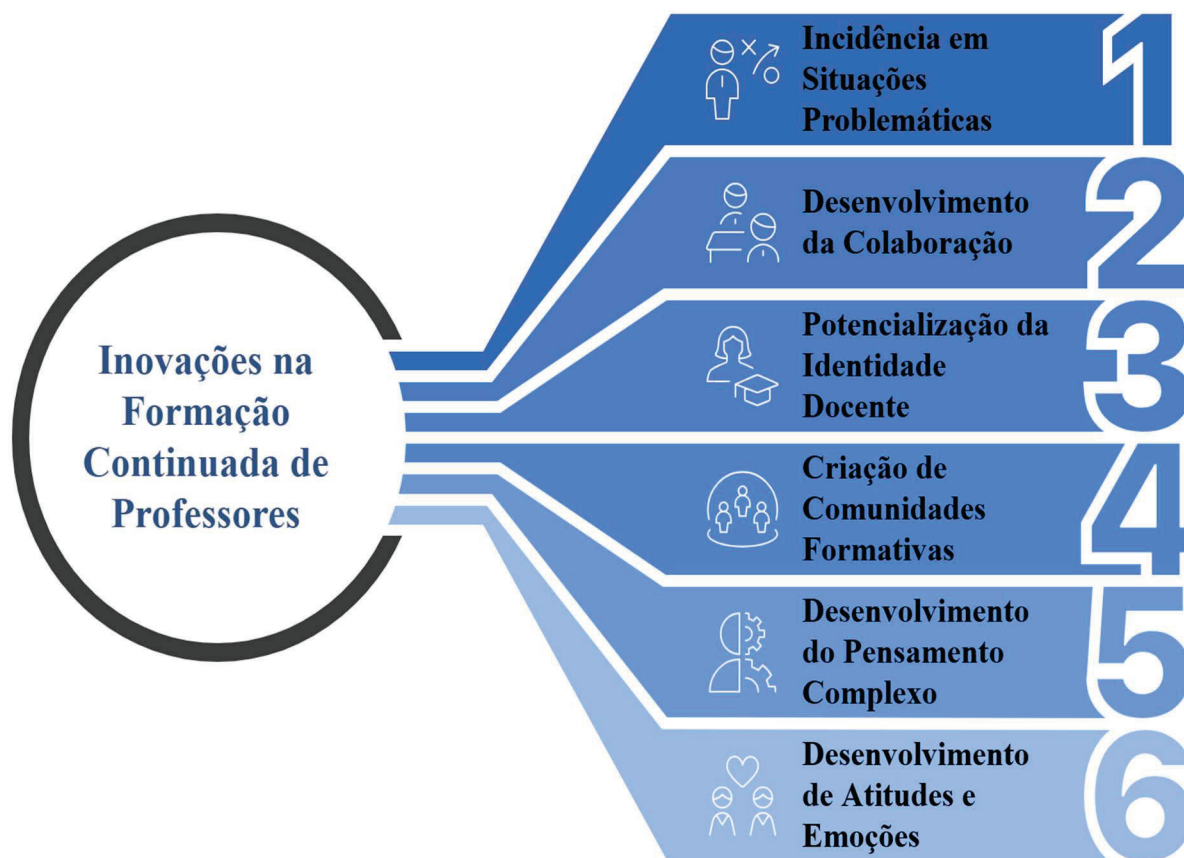 Inovações na
Formação
Continuada de
Professores
Incidência em
Situações
Problemáticas
1
Desenvolvimento
da Colaboração
2
Potencialização da
Identidade
Docente
3
Criação de
Comunidades
Formativas
4
Desenvolvimento
do Pensamento
Complexo
5
Desenvolvimento
de Atitudes e
Emoções
6